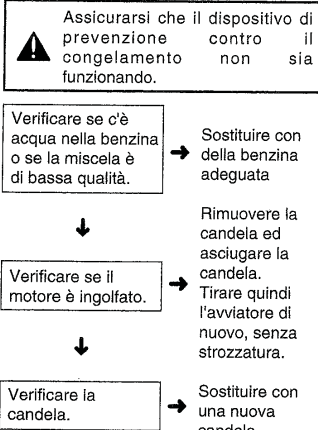 Assicurarsi che il dispositivo di
prevenzione contro il
congelamento non sia
funzionando.
Verificare se c'è
acqua nella benzina
o se la miscela è
di bassa qualità.
Sostituire con
della benzina
adeguata
Verificare se il
motore è ingolfato.
Rimuovere la
candela ed
asciugare la
candela.
Tirare quindi
l'avviatore di
nuovo, senza
strozzatura.
Verificare la
candela.
Sostituire con
una nuova
candela